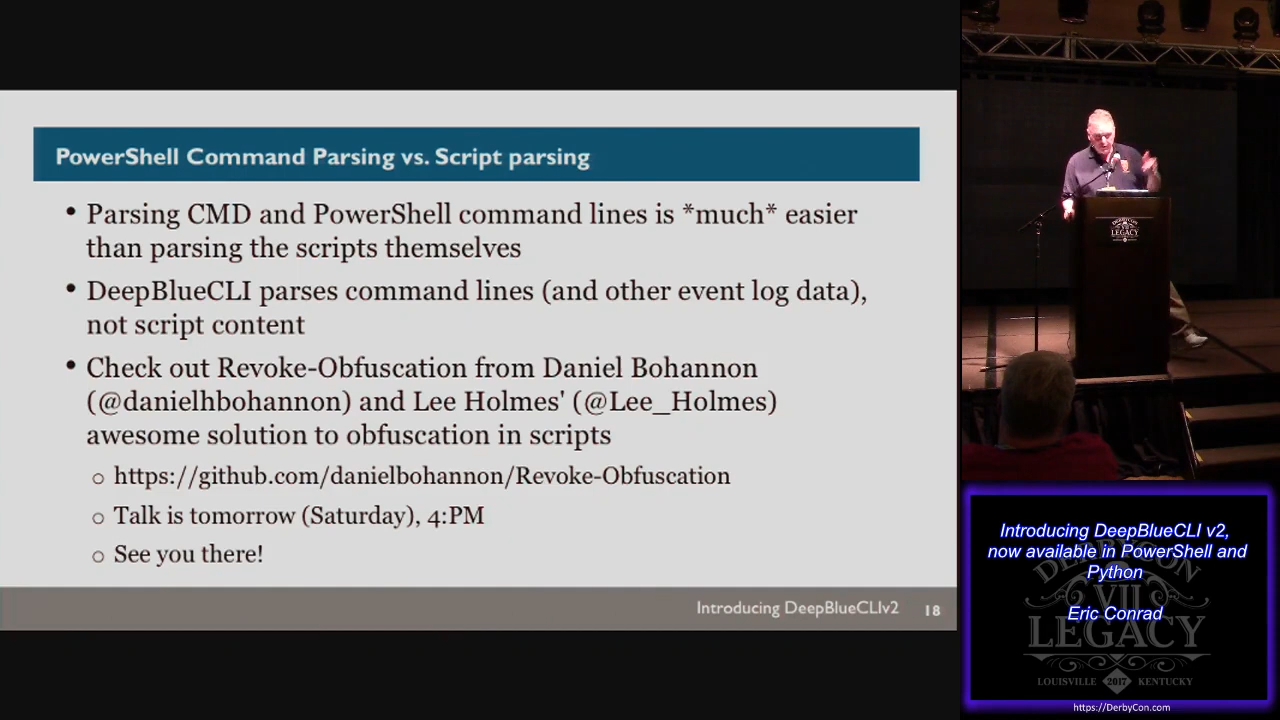 PowerShell Command Parsing vs. Script parsing
• Parsing CMD and PowerShell command lines is *much* easier
than parsing the scripts themselves
• DeepBlueCLI parses command lines (and other event log data),
not script content
• Check out Revoke-Obfuscation from Daniel Bohannon
(@danielhbohannon) and Lee Holmes' (@Lee_Holmes)
awesome solution to obfuscation in scripts
o https://github.com/danielbohannon/Revoke-Obfuscation
o Talk is tomorrow (Saturday), 4:PM
o See you there!
Introducing DeepBlueCLIv2 18
LEGACY
Introducing DeepBlueCLI v2,
now available in PowerShell and
Python
Eric Conrad
DERBYCON
VII
LEGACY
LOUISVILLE 2017 KENTUCKY
https://DerbyCon.com